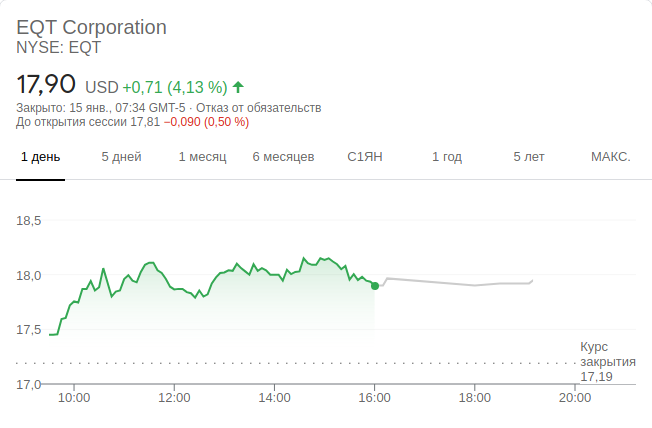 EQT Corporation
NYSE: EQT
17,90 USD +0,71 (4,13 %)
Закрыто: 15 янв., 07:34 GMT-5 · Отказ от обязательств
До открытия сессии 17,81 −0,090 (0,50 %)
1 день 5 дней 1 месяц 6 месяцев С1ЯН 1 год 5 лет МАКС.
18,5
18,0
17,5
Курс
закрытия
17,19
17,0
10:00 12:00 14:00 16:00 18:00 20:00